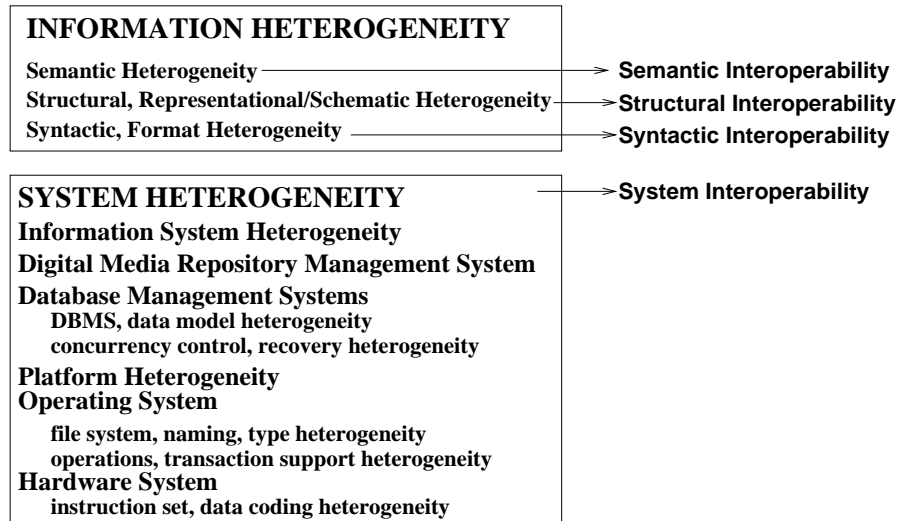 INFORMATION HETEROGENEITY
Semantic Heterogeneity
Semantic Interoperability
Structural, Representational/Schematic Heterogeneity
Structural Interoperability
Syntactic, Format Heterogeneity
Syntactic Interoperability
SYSTEM HETEROGENEITY
System Interoperability
Information System Heterogeneity
Digital Media Repository Management System
Database Management Systems
DBMS, data model heterogeneity
concurrency control, recovery heterogeneity
Platform Heterogeneity
Operating System
file system, naming, type heterogeneity
operations, transaction support heterogeneity
Hardware System
instruction set, data coding heterogeneity